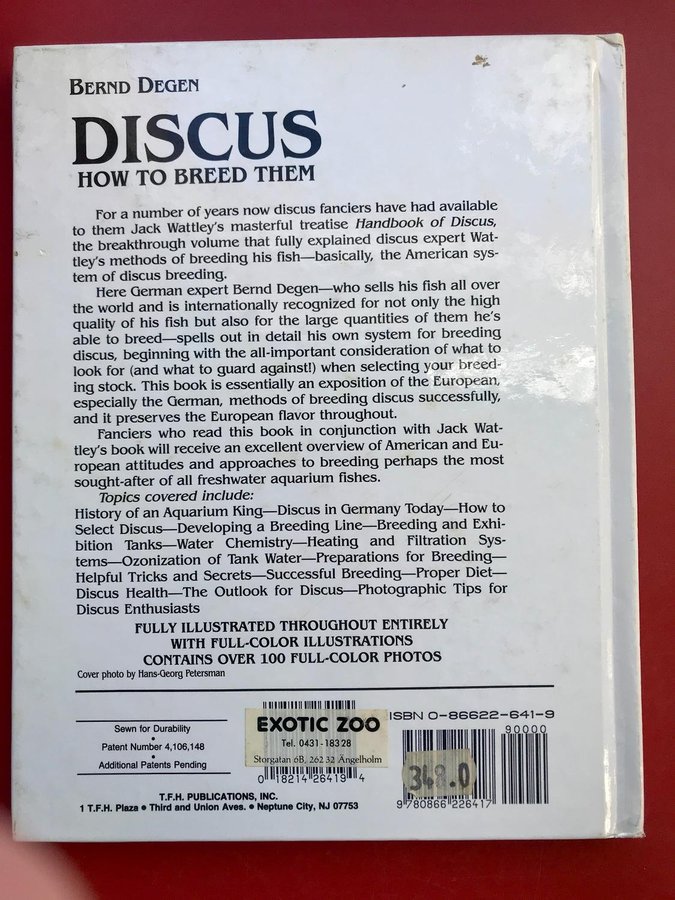 BERND DEGEN
DISCUS
HOW TO BREED THEM
For a number of years now discus fanciers have had available
to them Jack Wattley's masterful treatise Handbook of Discus,
the breakthrough volume that fully explained discus expert Wat-
tley's methods of breeding his fish—basically, the American sys-
tem of discus breeding.
Here German expert Bernd Degen—who sells his fish all over
the world and is internationally recognized for not only the high
quality of his fish but also for the large quantities of them he's
able to breed—spells out in detail his own system for breeding
discus, beginning with the all-important consideration of what to
look for (and what to guard against!) when selecting your breed-
ing stock. This book is essentially an exposition of the European,
especially the German, methods of breeding discus successfully,
and it preserves the European flavor throughout.
Fanciers who read this book in conjunction with Jack Wat-
tley's book will receive an excellent overview of American and Eu-
ropean attitudes and approaches to breeding perhaps the most
sought-after of all freshwater aquarium fishes.
Topics covered include:
History of an Aquarium King—Discus in Germany Today—How to
Select Discus—Developing a Breeding Line—Breeding and Exhi-
bition Tanks—Water Chemistry—Heating and Filtration Sys-
tems—Ozonization of Tank Water—Preparations for Breeding—
Helpful Tricks and Secrets—Successful Breeding—Proper Diet—
Discus Health—The Outlook for Discus—Photographic Tips for
Discus Enthusiasts
FULLY ILLUSTRATED THROUGHOUT ENTIRELY
WITH FULL-COLOR ILLUSTRATIONS
CONTAINS OVER 100 FULL-COLOR PHOTOS
Cover photo by Hans-Georg Petersman
Sewn for Durability
•
Patent Number 4,106,148
•
Additional Patents Pending
EXOTIC ZOO
Tel. 0431-183 28
Storgatan 6B, 262 32 Ängelholm
0 18214 26419 4
ISBN 0-86622-641-9
90000
9 780866 226417
T.F.H. PUBLICATIONS, INC.
1 T.F.H. Plaza • Third and Union Aves. • Neptune City, NJ 07753